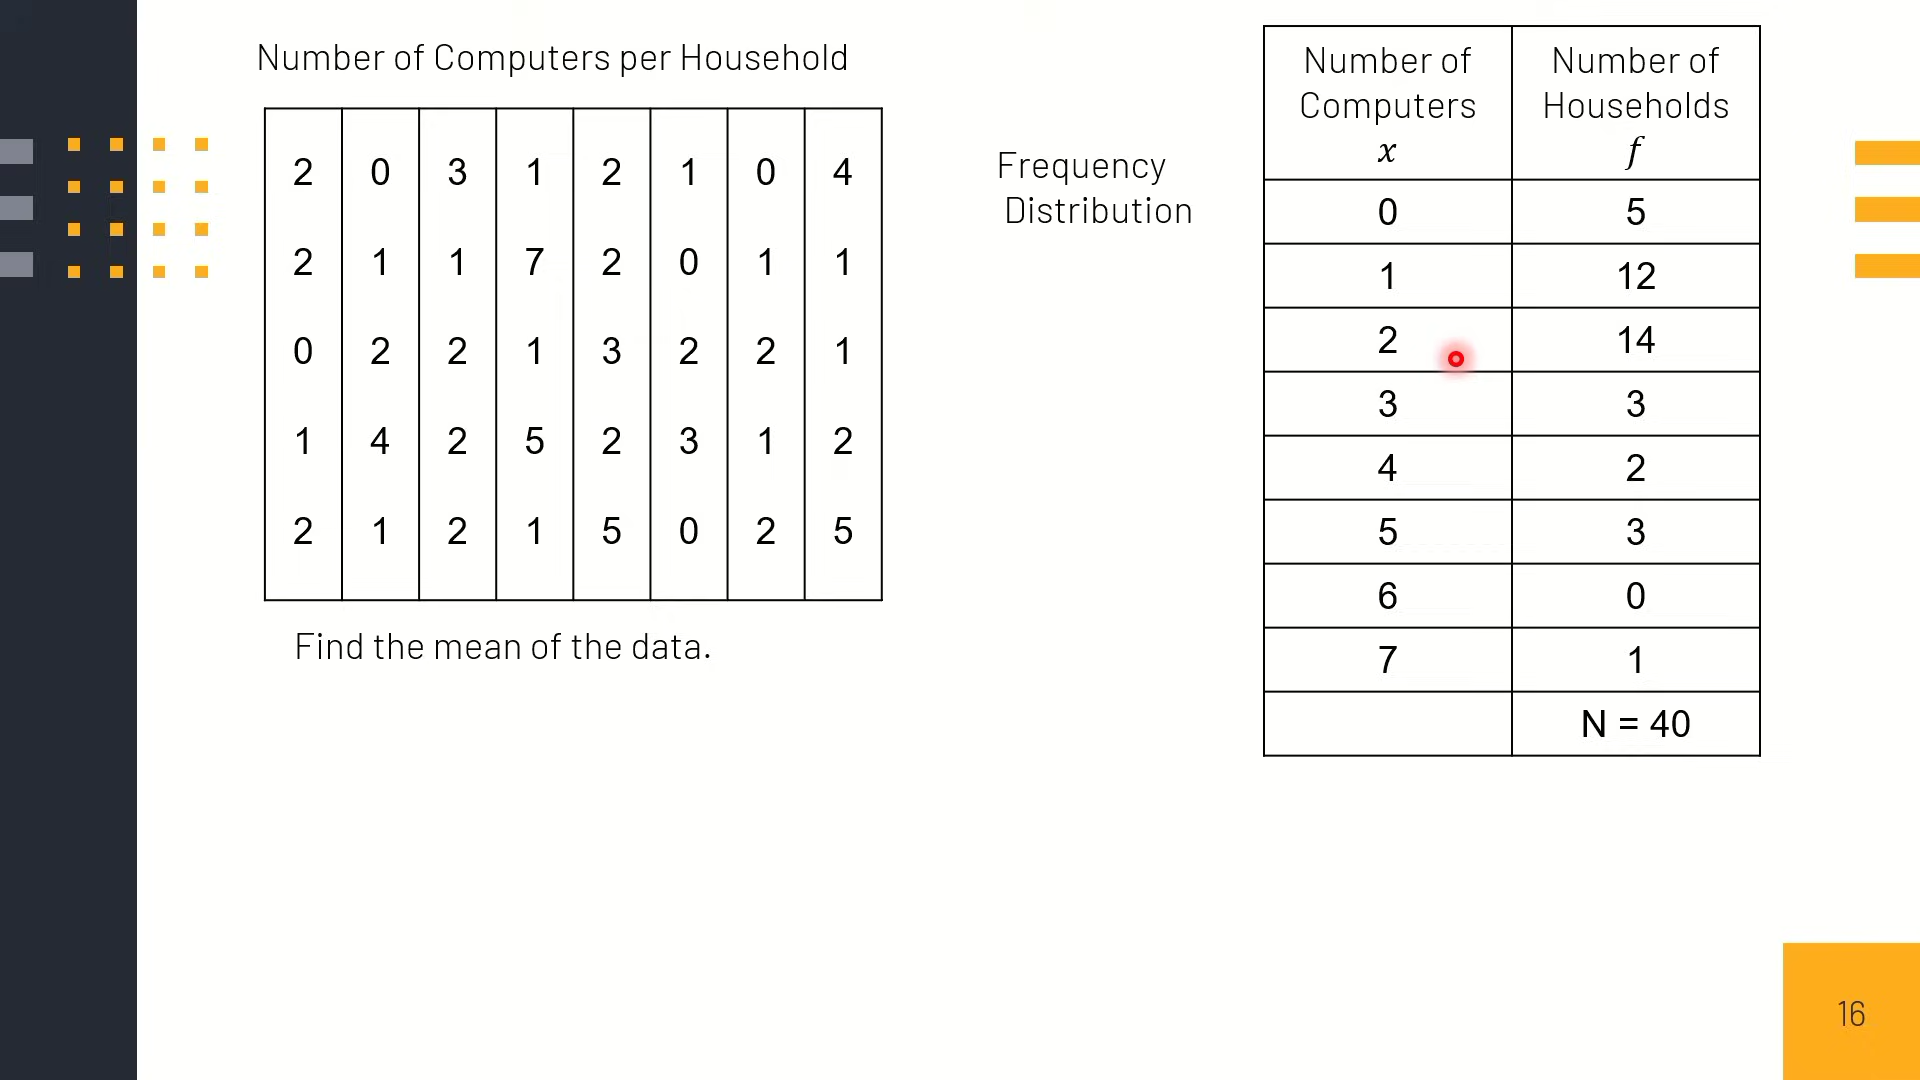 Number of Computers per Household
2 0 3 1 2 1 0 4
2 1 1 7 2 0 1 1
0 2 2 1 3 2 2 1
1 4 2 5 2 3 1 2
2 1 2 1 5 0 2 5
Find the mean of the data.
Frequency
Distribution
Number of Computers x Number of Households f
0 5
1 12
2 14
3 3
4 2
5 3
6 0
7 1
N = 40
16